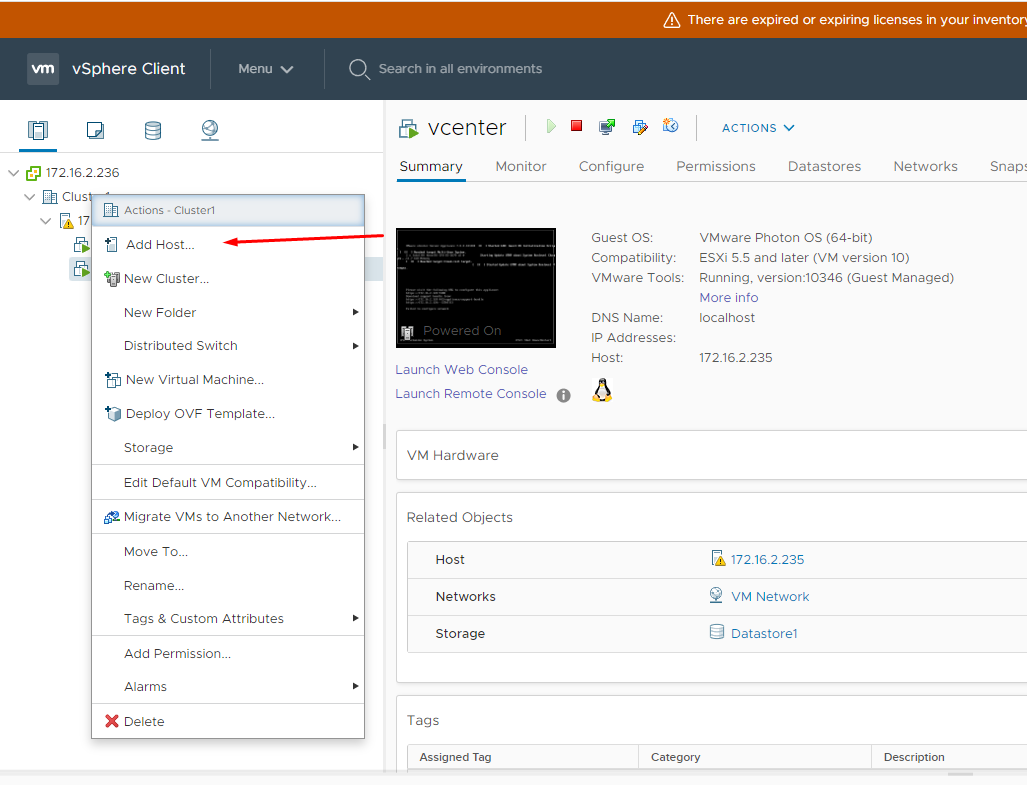 There are expired or expiring licenses in your inventory
vm vSphere Client Menu Search in all environments
vcenter ACTIONS
Summary Monitor Configure Permissions Datastores Networks Snaps
172.16.2.236
Clust
17
Actions - Cluster1
Add Host...
New Cluster...
New Folder
Distributed Switch
New Virtual Machine...
Deploy OVF Template...
Storage
Edit Default VM Compatibility...
Migrate VMs to Another Network...
Move To...
Rename...
Tags & Custom Attributes
Add Permission...
Alarms
Delete
Powered On
Launch Web Console
Launch Remote Console
Guest OS: VMware Photon OS (64-bit)
Compatibility: ESXi 5.5 and later (VM version 10)
VMware Tools: Running, version:10346 (Guest Managed)
More info
DNS Name: localhost
IP Addresses:
Host: 172.16.2.235
VM Hardware
Related Objects
Host 172.16.2.235
Networks VM Network
Storage Datastore1
Tags
Assigned Tag Category Description